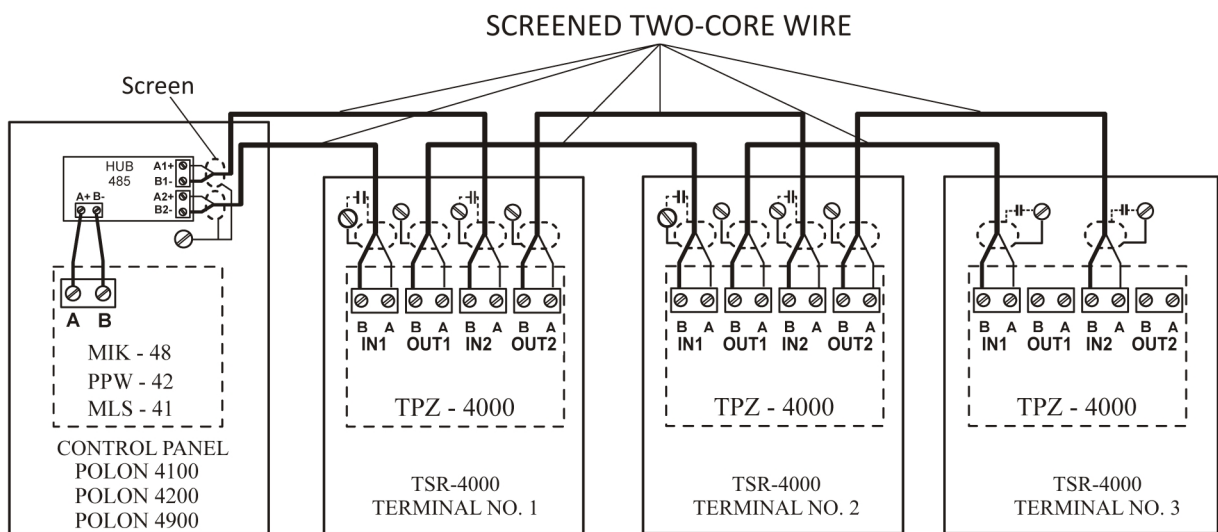 SCREENED TWO-CORE WIRE
Screen
HUB
485
A1+
B1-
A2+
B2-
A+ B-
A B
MIK - 48
PPW - 42
MLS - 41
CONTROL PANEL
POLON 4100
POLON 4200
POLON 4900
B A B A B A B A
IN1 OUT1 IN2 OUT2
TPZ - 4000
TSR-4000
TERMINAL NO. 1
B A B A B A B A
IN1 OUT1 IN2 OUT2
TPZ - 4000
TSR-4000
TERMINAL NO. 2
B A B A B A B A
IN1 OUT1 IN2 OUT2
TPZ - 4000
TSR-4000
TERMINAL NO. 3